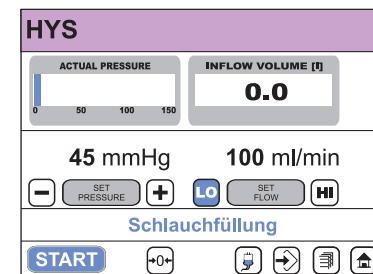 HYS
ACTUAL PRESSURE INFLOW VOLUME [l]
0.0
0 50 100 150
45 mmHg 100 ml/min
SET PRESSURE LO SET FLOW HI
Schlauchfüllung
START 0